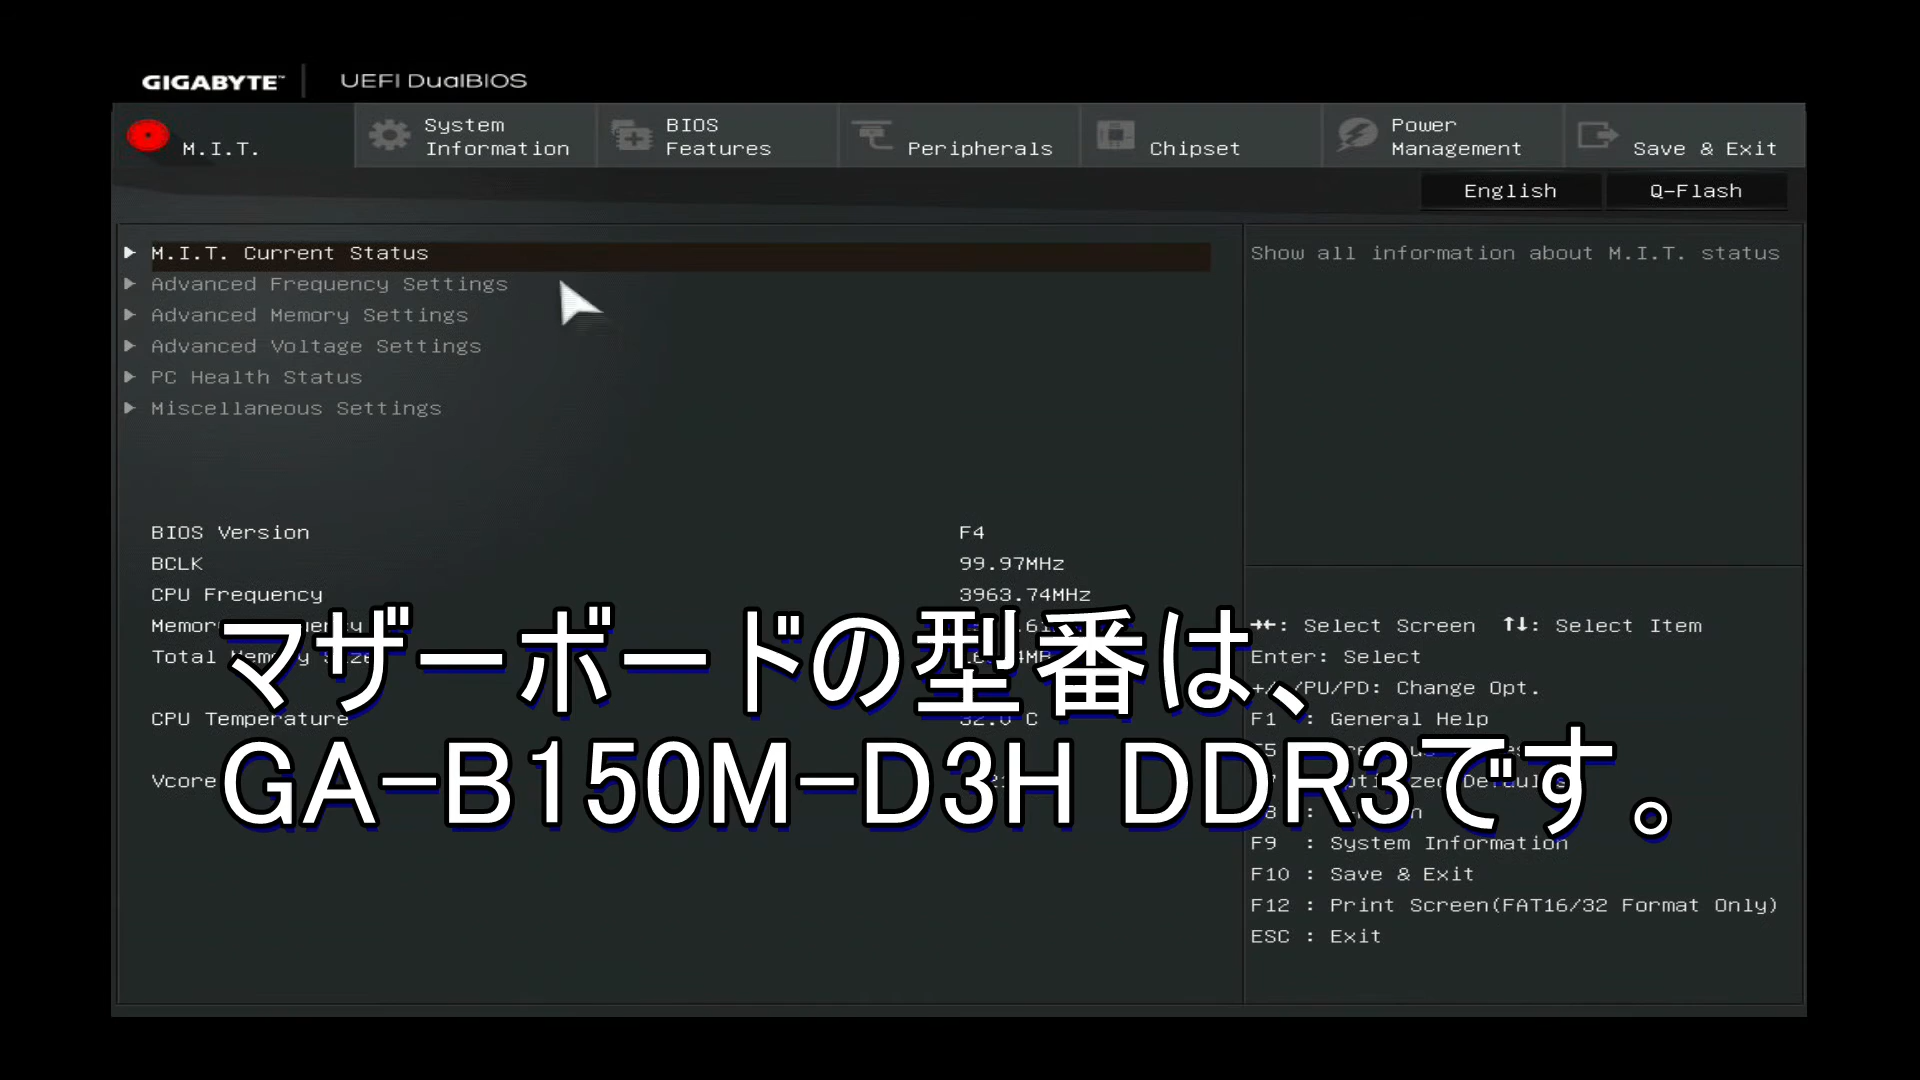 GIGABYTE™ UEFI DualBIOS
M.I.T.
System Information
BIOS Features
Peripherals
Chipset
Power Management
Save & Exit
English
Q-Flash
M.I.T. Current Status
Advanced Frequency Settings
Advanced Memory Settings
Advanced Voltage Settings
PC Health Status
Miscellaneous Settings
Show all information about M.I.T. status
BIOS Version F4
BCLK 99.97MHz
CPU Frequency 3963.74MHz
Total
CPU Temperature
Vcore
マザーボードの型番は、
GA-B150M-D3H DDR3です。
→←: Select Screen ↑↓: Select Item
Enter: Select
/PU/PD: Change Opt.
F1 : General Help
F9 : System Information
F10 : Save & Exit
F12 : Print Screen(FAT16/32 Format Only)
ESC : Exit